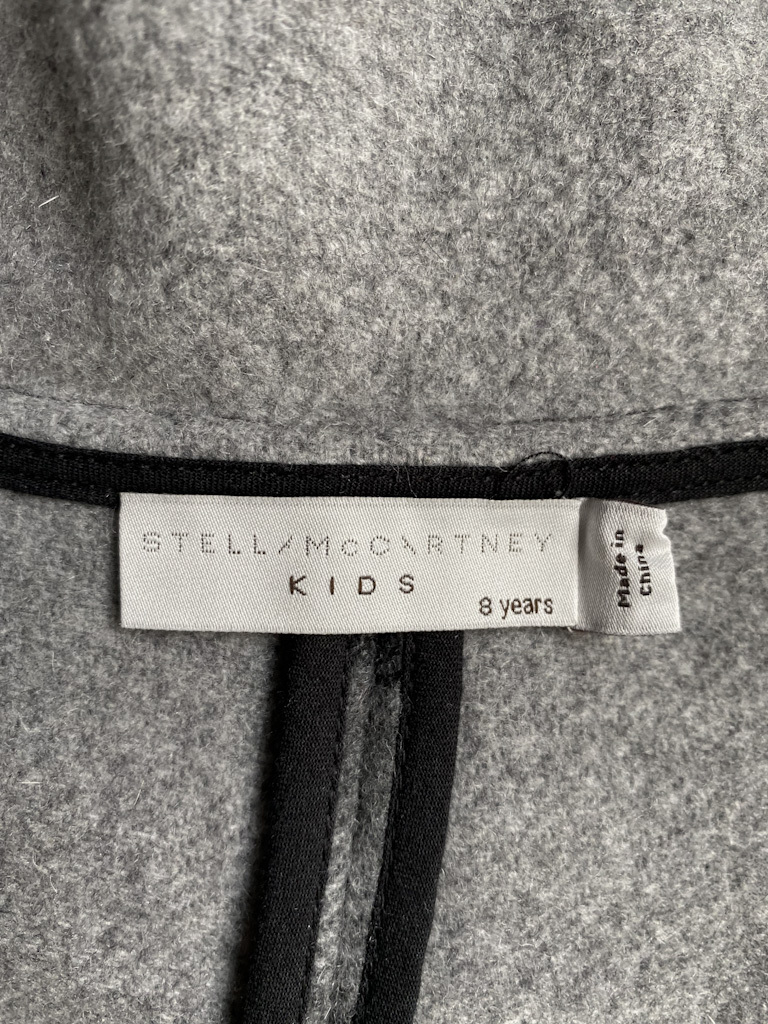 STELLA McCARTNEY
KIDS
8 years
Made in
China